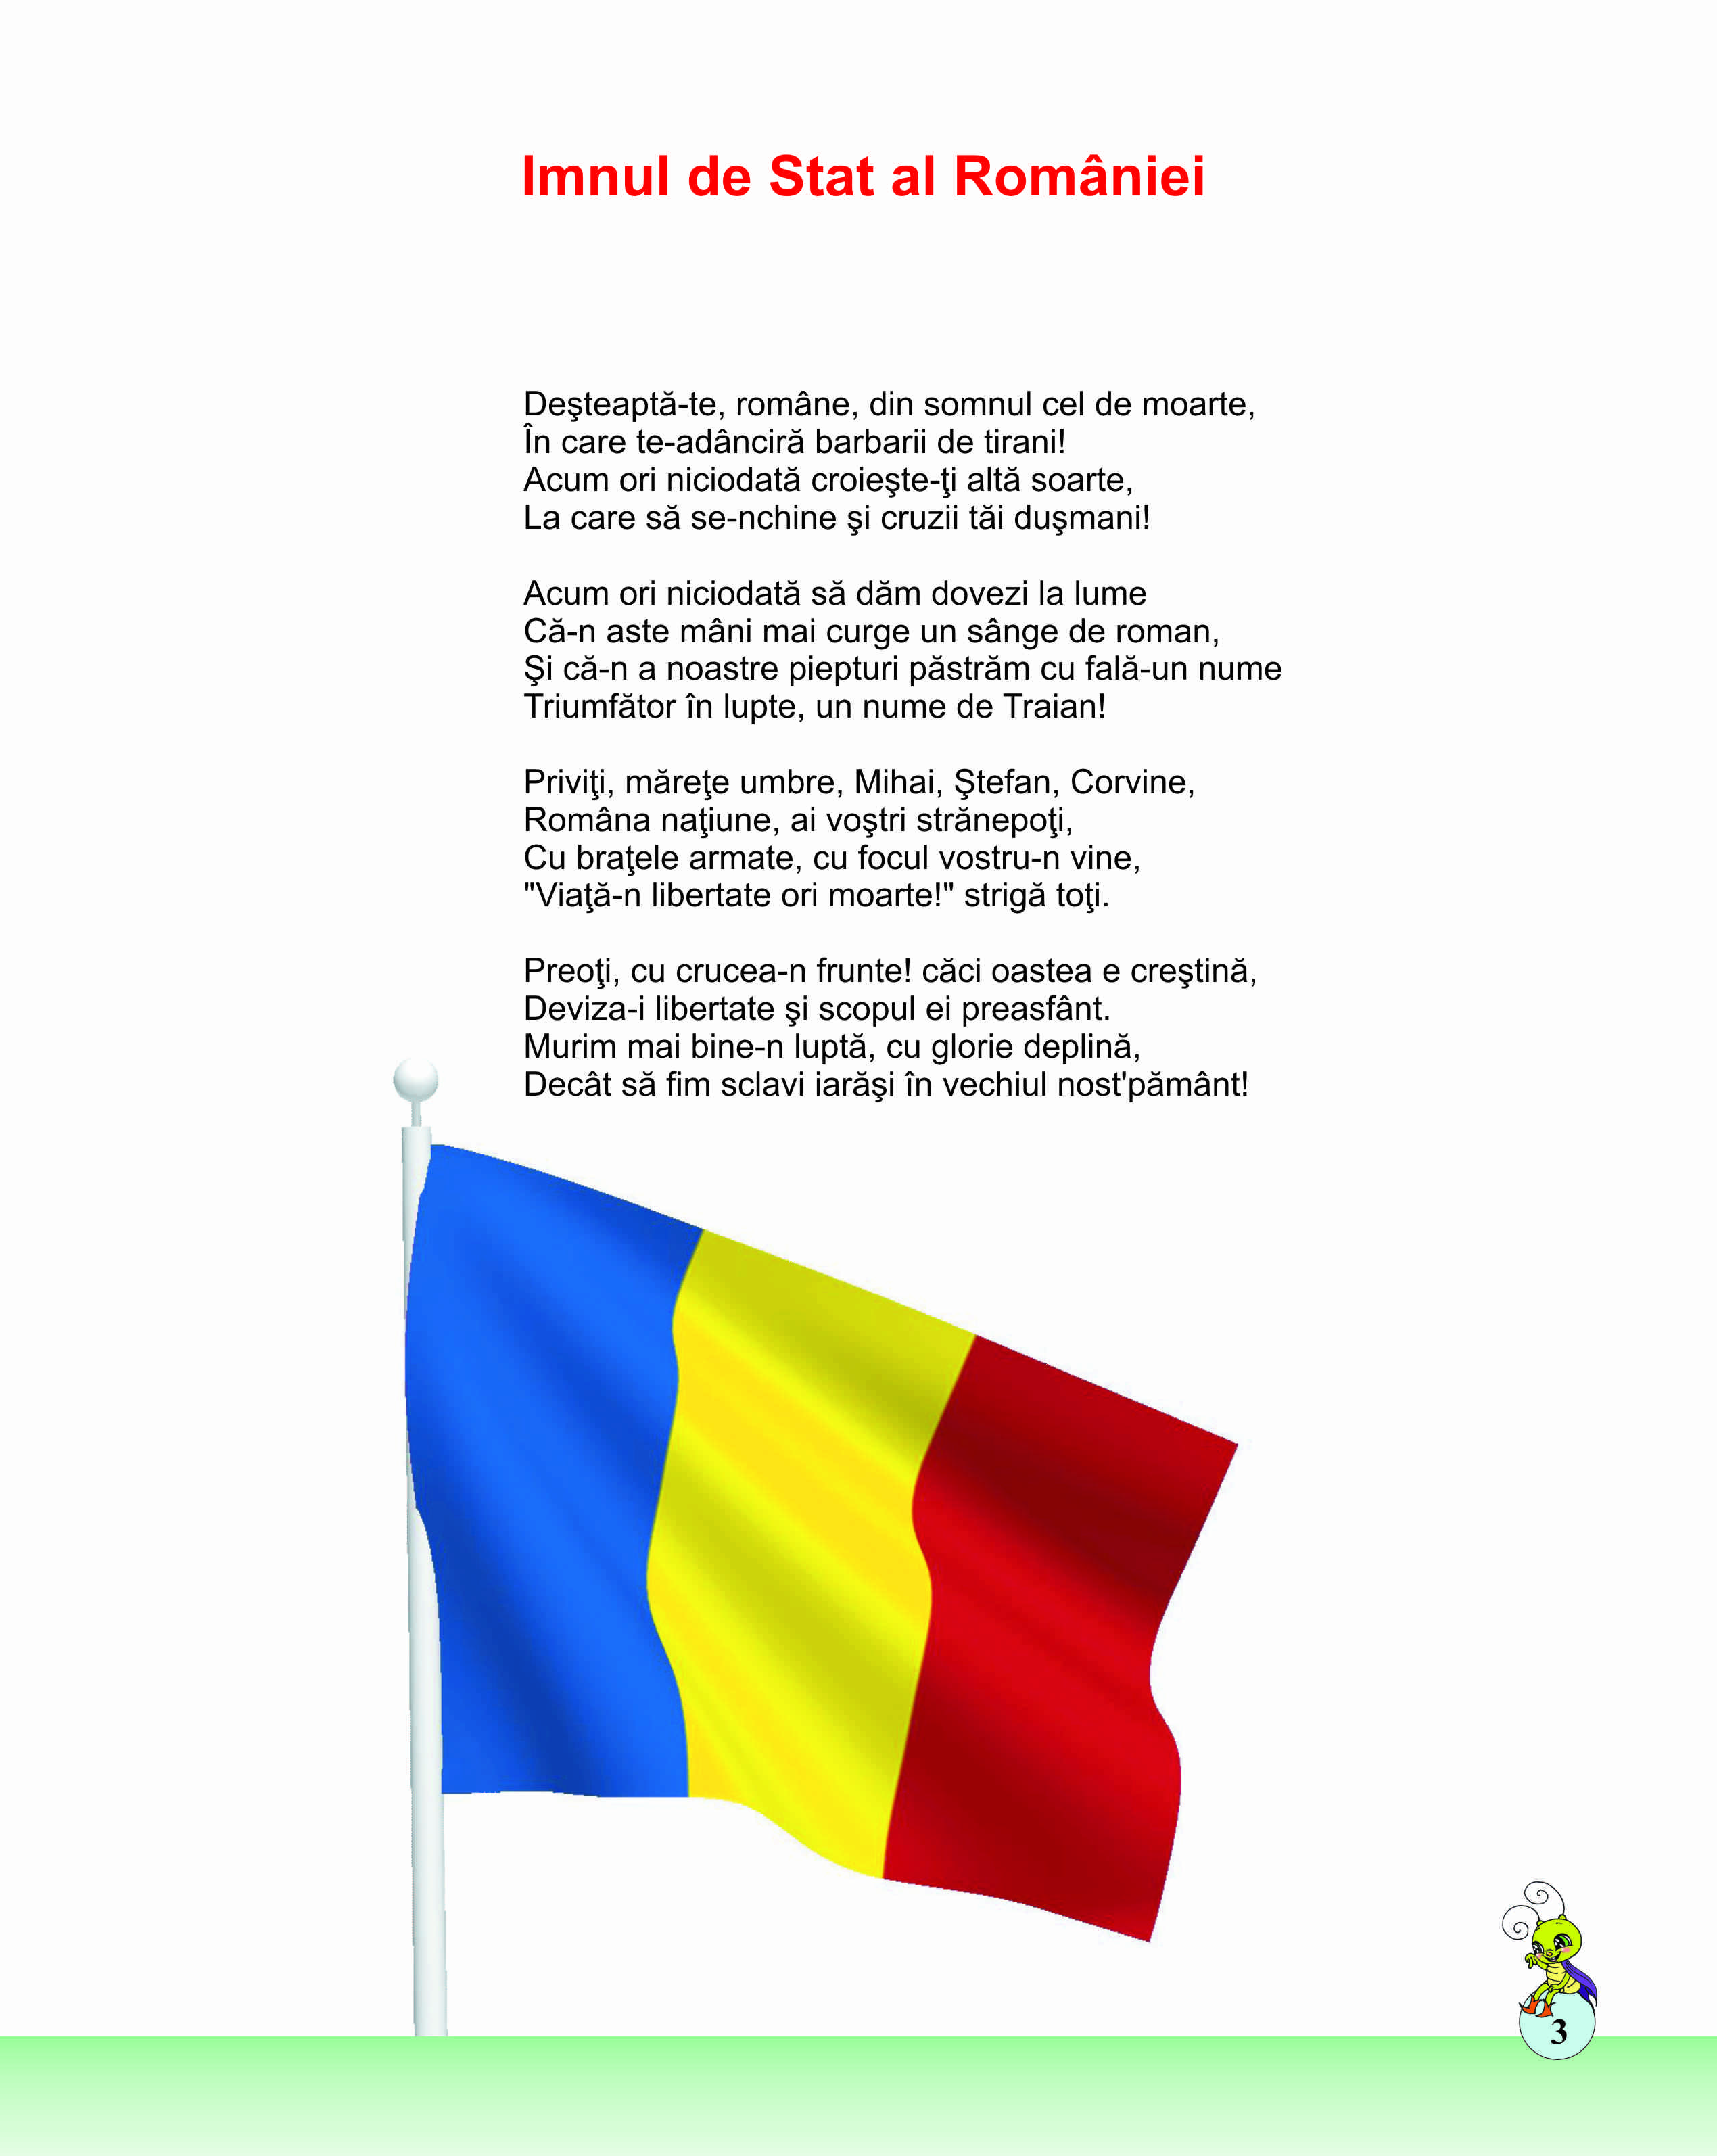 Imnul de Stat al României
Deşteaptă-te, române, din somnul cel de moarte,
În care te-adânciră barbarii de tirani!
Acum ori niciodată croieşte-ţi altă soarte,
La care să se-nchine şi cruzii tăi duşmani!
Acum ori niciodată să dăm dovezi la lume
Că-n aste mâni mai curge un sânge de roman,
Şi că-n a noastre piepturi păstrăm cu fală-un nume
Triumfător în lupte, un nume de Traian!
Priviţi, măreţe umbre, Mihai, Ştefan, Corvine,
Româna naţiune, ai voştri strănepoţi,
Cu braţele armate, cu focul vostru-n vine,
"Viaţă-n libertate ori moarte!" strigă toţi.
Preoţi, cu crucea-n frunte! căci oastea e creştină,
Deviza-i libertate şi scopul ei preasfânt.
Murim mai bine-n luptă, cu glorie deplină,
Decât să fim sclavi iarăşi în vechiul nost'pământ!
3